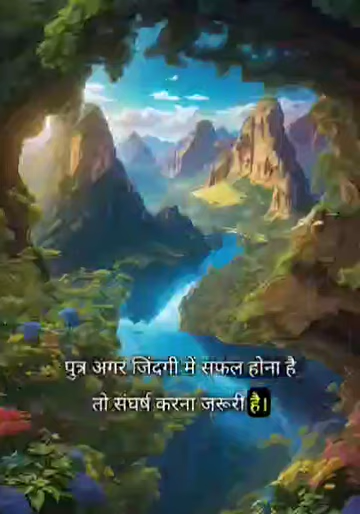 पुत्र अगर जिंदगी में सफल होना है
तो संघर्ष करना जरूरी है।